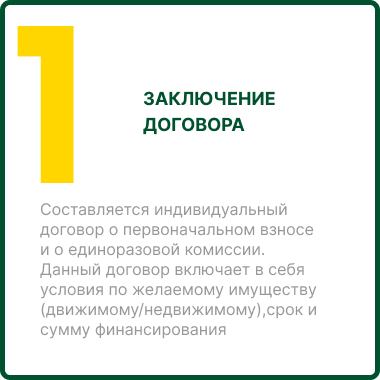 1
ЗАКЛЮЧЕНИЕ
ДОГОВОРА
Составляется индивидуальный
договор о первоначальном взносе
и о единоразовой комиссии.
Данный договор включает в себя
условия по желаемому имуществу
(движимому/недвижимому),срок и
сумму финансирования